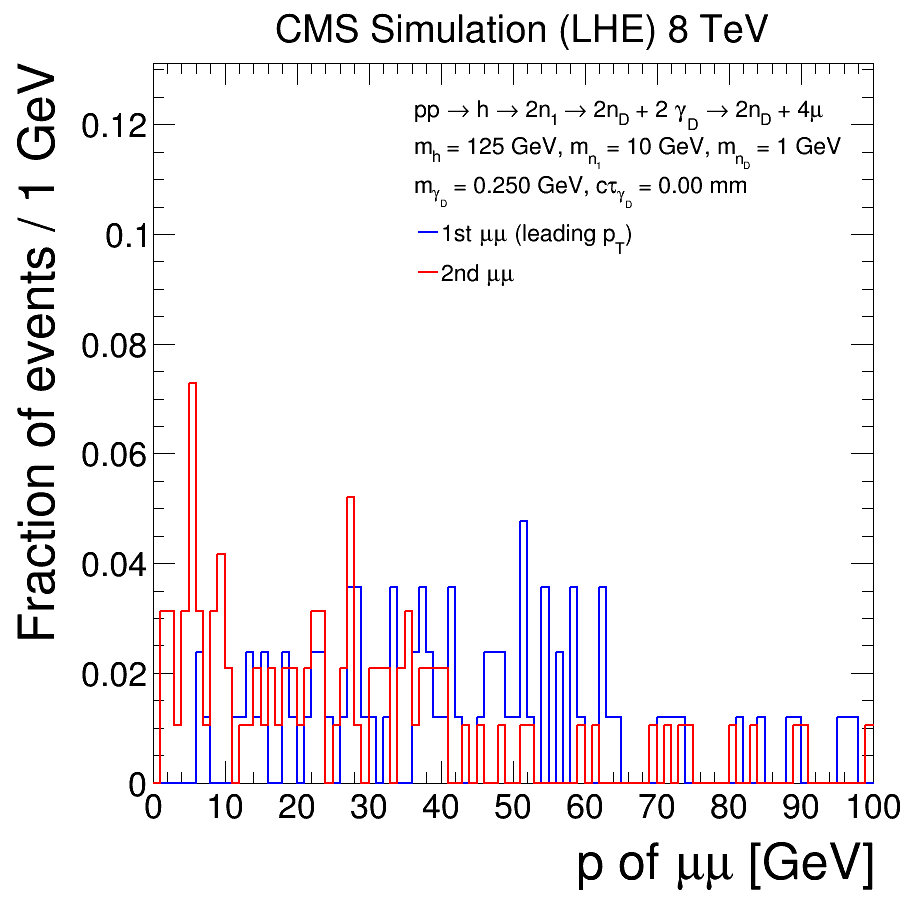 CMS Simulation (LHE) 8 TeV
Fraction of events / 1 GeV
pp → h → 2n1 → 2nD + 2 γD → 2nD + 4μ
mh = 125 GeV, mn1 = 10 GeV, mnD = 1 GeV
mγD = 0.250 GeV, cτγD = 0.00 mm
1st μμ (leading pT)
2nd μμ
0.12
0.1
0.08
0.06
0.04
0.02
0
0 10 20 30 40 50 60 70 80 90 100
p of μμ [GeV]